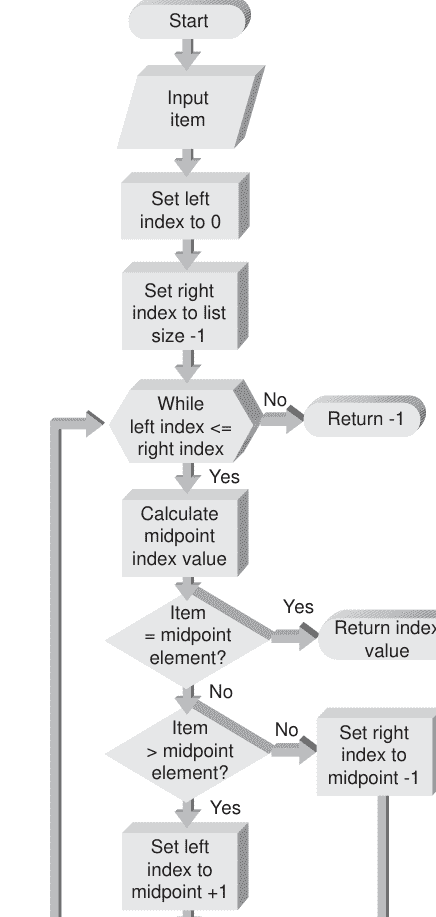 Start
Input
item
Set left
index to 0
Set right
index to list
size -1
While
left index <=
right index
No
Return -1
Yes
Calculate
midpoint
index value
Item
= midpoint
element?
Yes
Return index
value
No
Item
> midpoint
element?
No
Set right
index to
midpoint -1
Yes
Set left
index to
midpoint +1